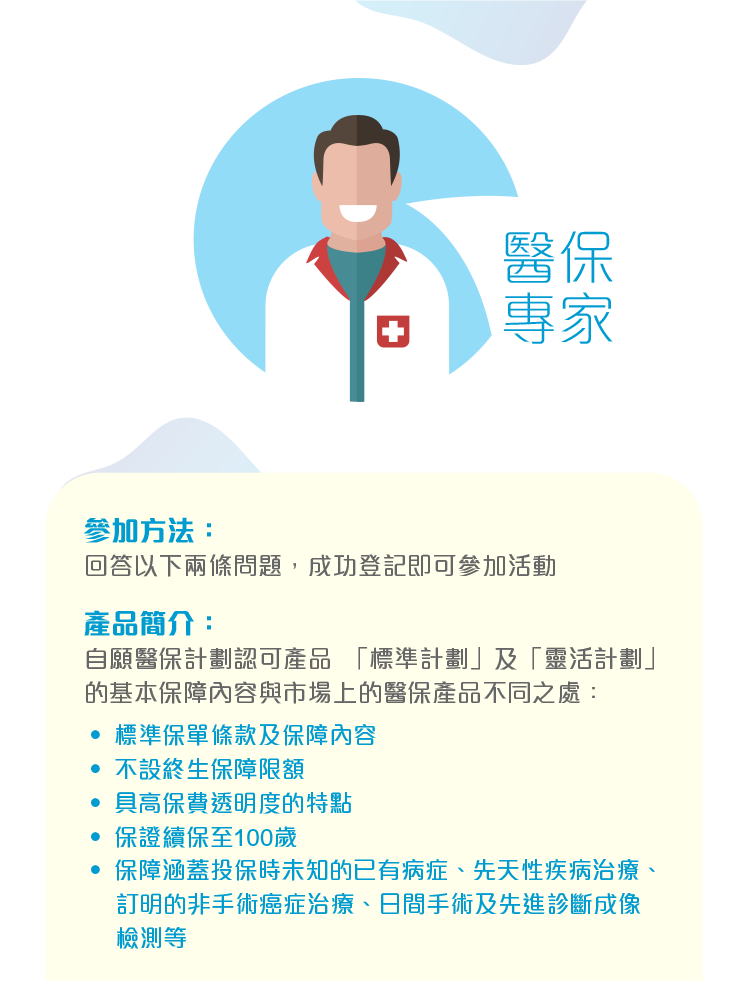 醫保
專家
參加方法：
回答以下兩條問題，成功登記即可參加活動
產品簡介：
自願醫保計劃認可產品 「標準計劃」及「靈活計劃」
的基本保障內容與市場上的醫保產品不同之處：
• 標準保單條款及保障內容
• 不設終生保障限額
• 具高保費透明度的特點
• 保證續保至100歲
• 保障涵蓋投保時未知的已有病症、先天性疾病治療、
訂明的非手術癌症治療、日間手術及先進診斷成像
檢測等